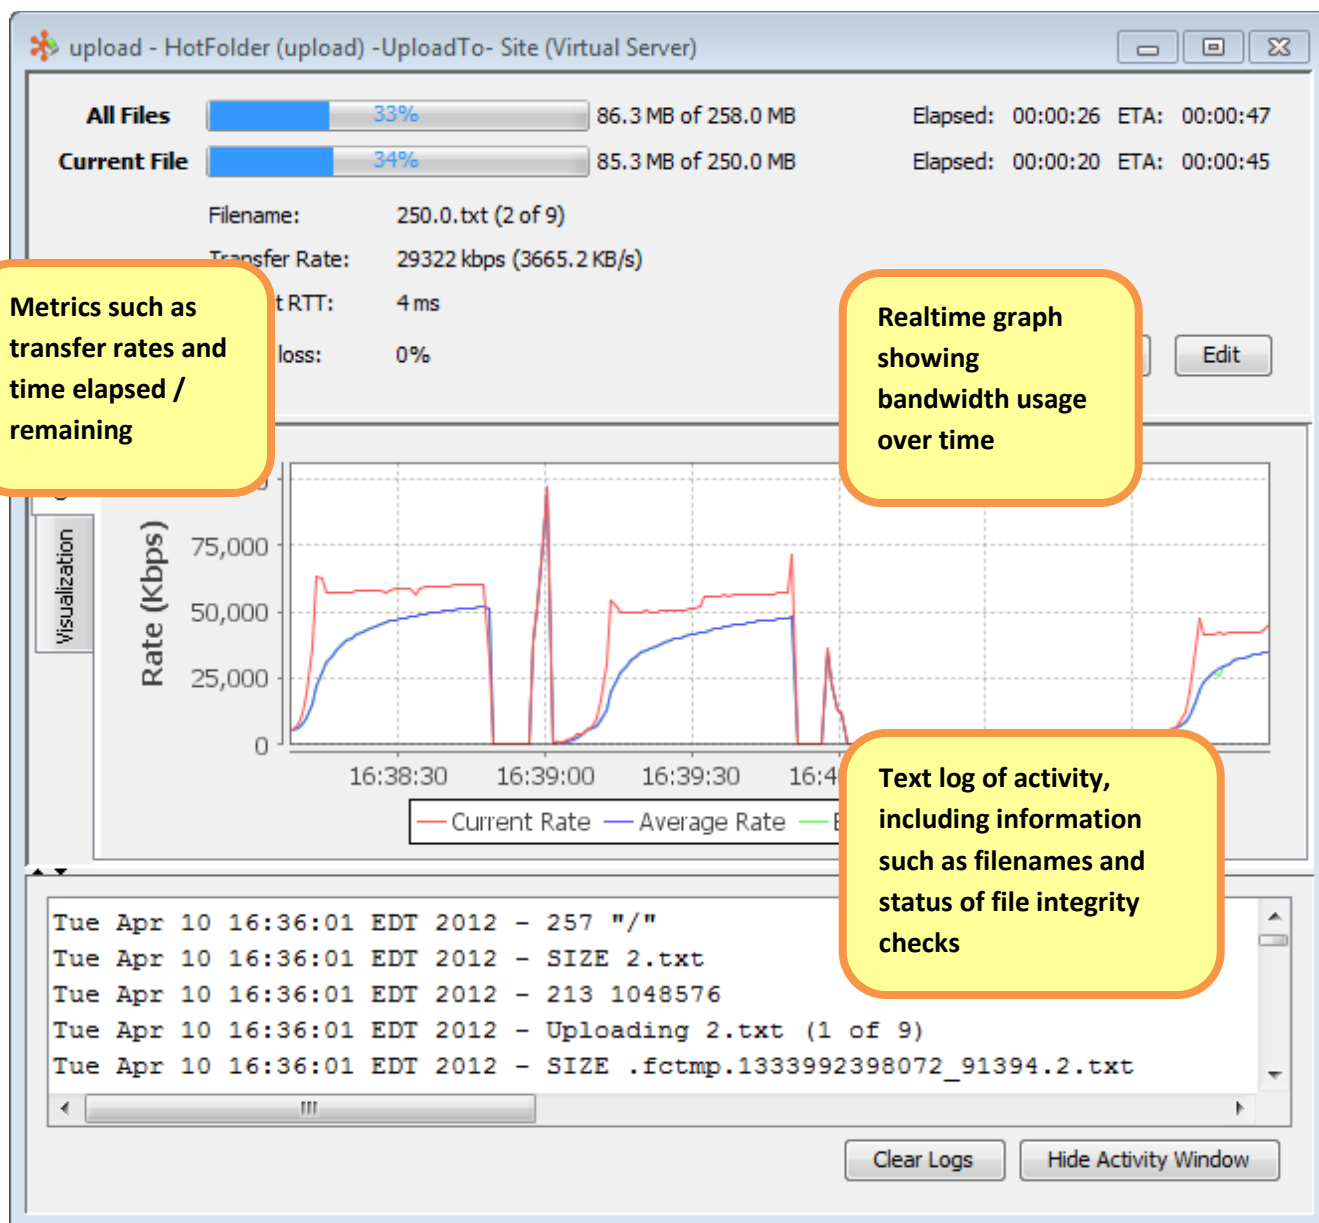 upload - HotFolder (upload) -UploadTo- Site (Virtual Server)
All Files 33% 86.3 MB of 258.0 MB Elapsed: 00:00:26 ETA: 00:00:47
Current File 34% 85.3 MB of 250.0 MB Elapsed: 00:00:20 ETA: 00:00:45
Filename: 250.0.txt (2 of 9)
Transfer Rate: 29322 kbps (3665.2 KB/s)
RTT: 4 ms
loss: 0%
Edit
Metrics such as
transfer rates and
time elapsed /
remaining
Realtime graph
showing
bandwidth usage
over time
Visualization
Rate (Kbps)
75,000
50,000
25,000
0
16:38:30 16:39:00 16:39:30
Current Rate Average Rate
Text log of activity,
including information
such as filenames and
status of file integrity
checks
Tue Apr 10 16:36:01 EDT 2012 - 257 "/"
Tue Apr 10 16:36:01 EDT 2012 - SIZE 2.txt
Tue Apr 10 16:36:01 EDT 2012 - 213 1048576
Tue Apr 10 16:36:01 EDT 2012 - Uploading 2.txt (1 of 9)
Tue Apr 10 16:36:01 EDT 2012 - SIZE .fctmp.1333992398072_91394.2.txt
Clear Logs Hide Activity Window